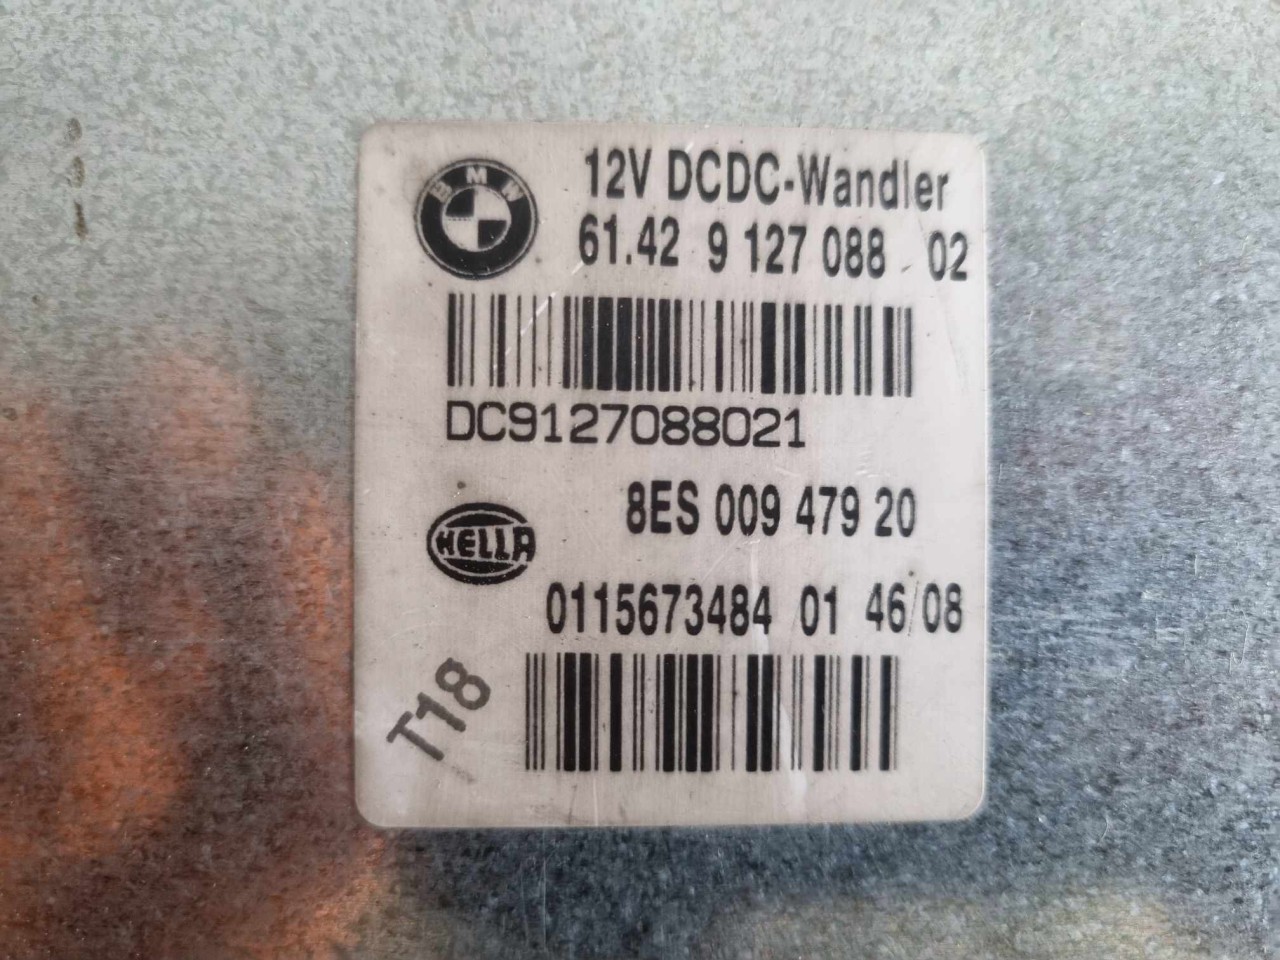 BMW
12V DCDC-Wandler
61.42 9 127 088 02
DC9127088021
8ES 009 479 20
HELLA
0115673484 01 46/08
T18